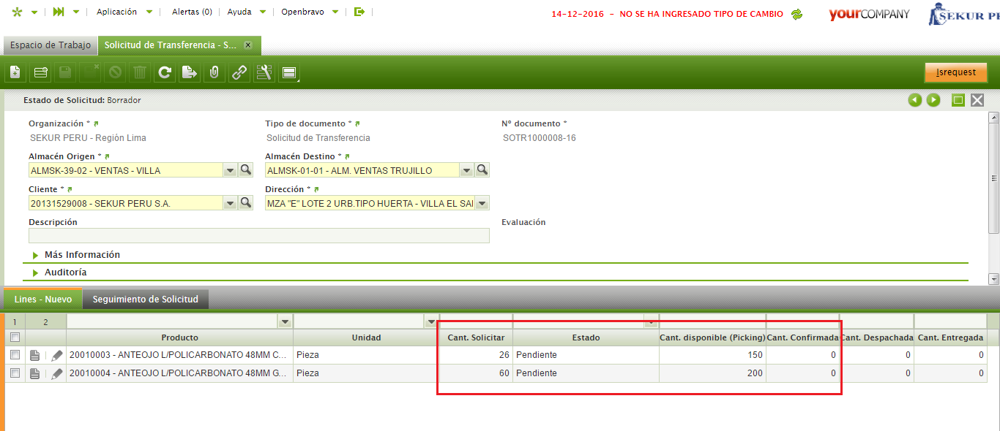 Aplicación Alertas (0) Ayuda Openbravo 14-12-2016 - NO SE HA INGRESADO TIPO DE CAMBIO yourCOMPANY SEKUR PE
Espacio de Trabajo Solicitud de Transferencia - S...
Isrequest
Estado de Solicitud: Borrador
Organización * Tipo de documento * Nº documento *
SEKUR PERU - Región Lima Solicitud de Transferencia SOTR1000008-16
Almacén Origen * Almacén Destino *
ALMSK-39-02 - VENTAS - VILLA ALMSK-01-01 - ALM. VENTAS TRUJILLO
Cliente * Dirección *
20131529008 - SEKUR PERU S.A. MZA "E" LOTE 2 URB.TIPO HUERTA - VILLA EL SAI
Descripción Evaluación
Más Información
Auditoría
Lines - Nuevo Seguimiento de Solicitud
1 2
Producto Unidad Cant. Solicitar Estado Cant. disponible (Picking) Cant. Confirmada Cant. Despachada Cant. Entregada
20010003 - ANTEOJO L/POLICARBONATO 48MM C... Pieza 26 Pendiente 150 0 0 0
20010004 - ANTEOJO L/POLICARBONATO 48MM G... Pieza 60 Pendiente 200 0 0 0